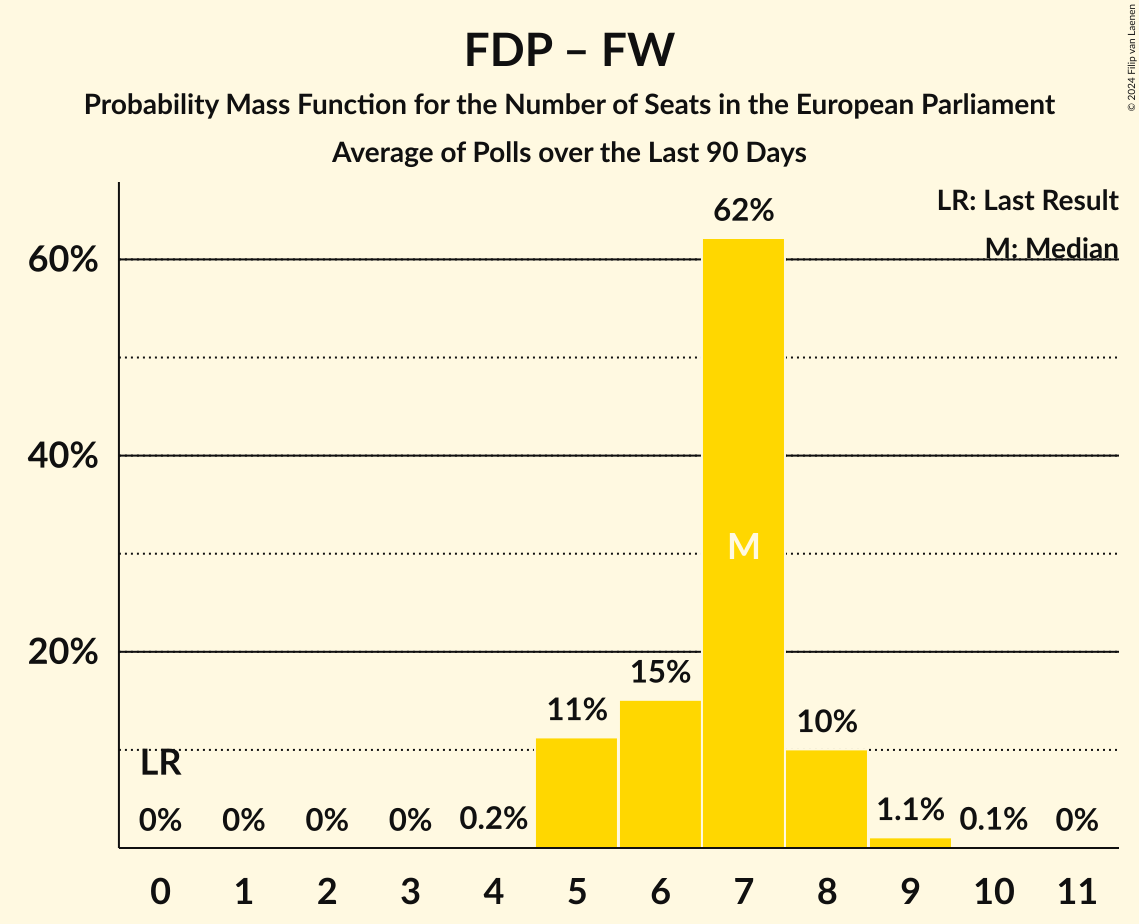 FDP – FW
Probability Mass Function for the Number of Seats in the European Parliament
Average of Polls over the Last 90 Days
© 2024 Filip van Laenen
LR: Last Result
M: Median
62%
60%
40%
M
20%
15%
11%
10%
LR
0% 0% 0% 0% 0.2% 1.1% 0.1% 0%
0 1 2 3 4 5 6 7 8 9 10 11